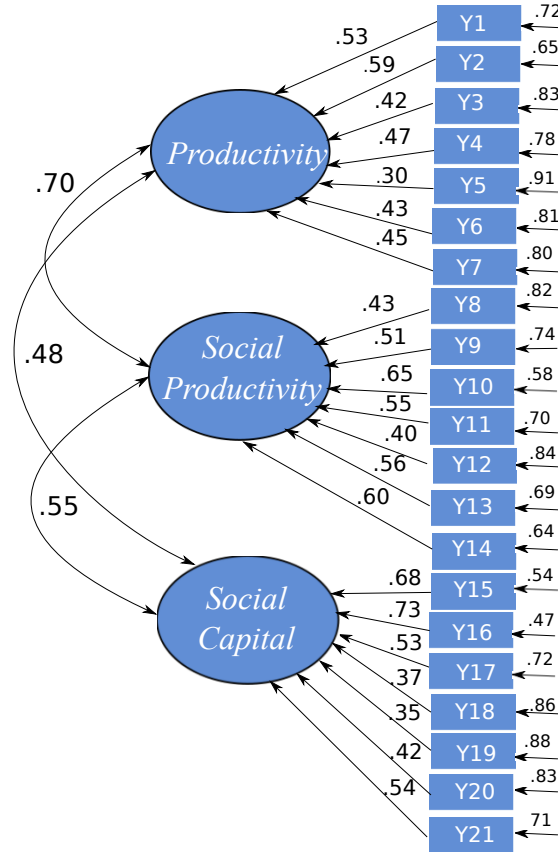 .53 Y1 .72
.59 Y2 .65
.42 Y3 .83
.47 Y4 .78
.30 Y5 .91
.43 Y6 .81
.45 Y7 .80
Productivity
.70
.48
.55
.43 Y8 .82
.51 Y9 .74
.65 Y10 .58
.55 Y11 .70
.40 Y12 .84
.56 Y13 .69
.60 Y14 .64
Social
Productivity
.68 Y15 .54
.73 Y16 .47
.53 Y17 .72
.37 Y18 .86
.35 Y19 .88
.42 Y20 .83
.54 Y21 71
Social
Capital